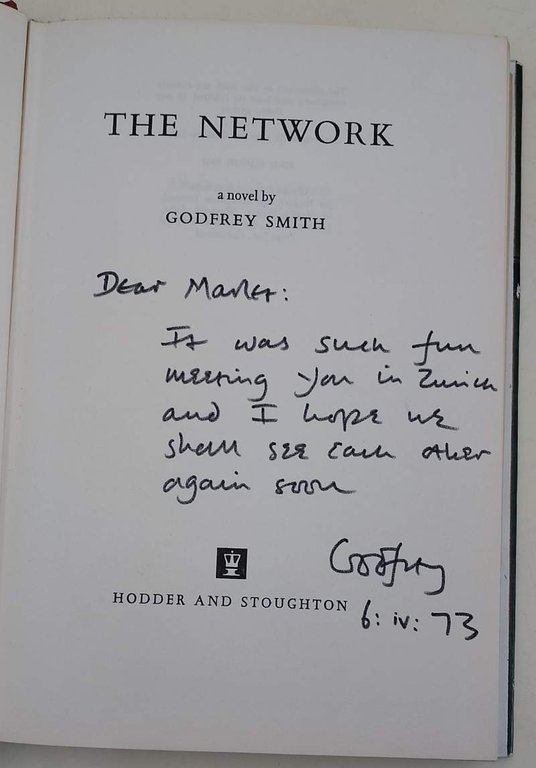 THE NETWORK
a novel by
GODFREY SMITH
Dear
It was such fun
meeting you in Zurich
and I hope we
shall see each other
again soon
Godfrey
HODDER AND STOUGHTON
6: iv: 73